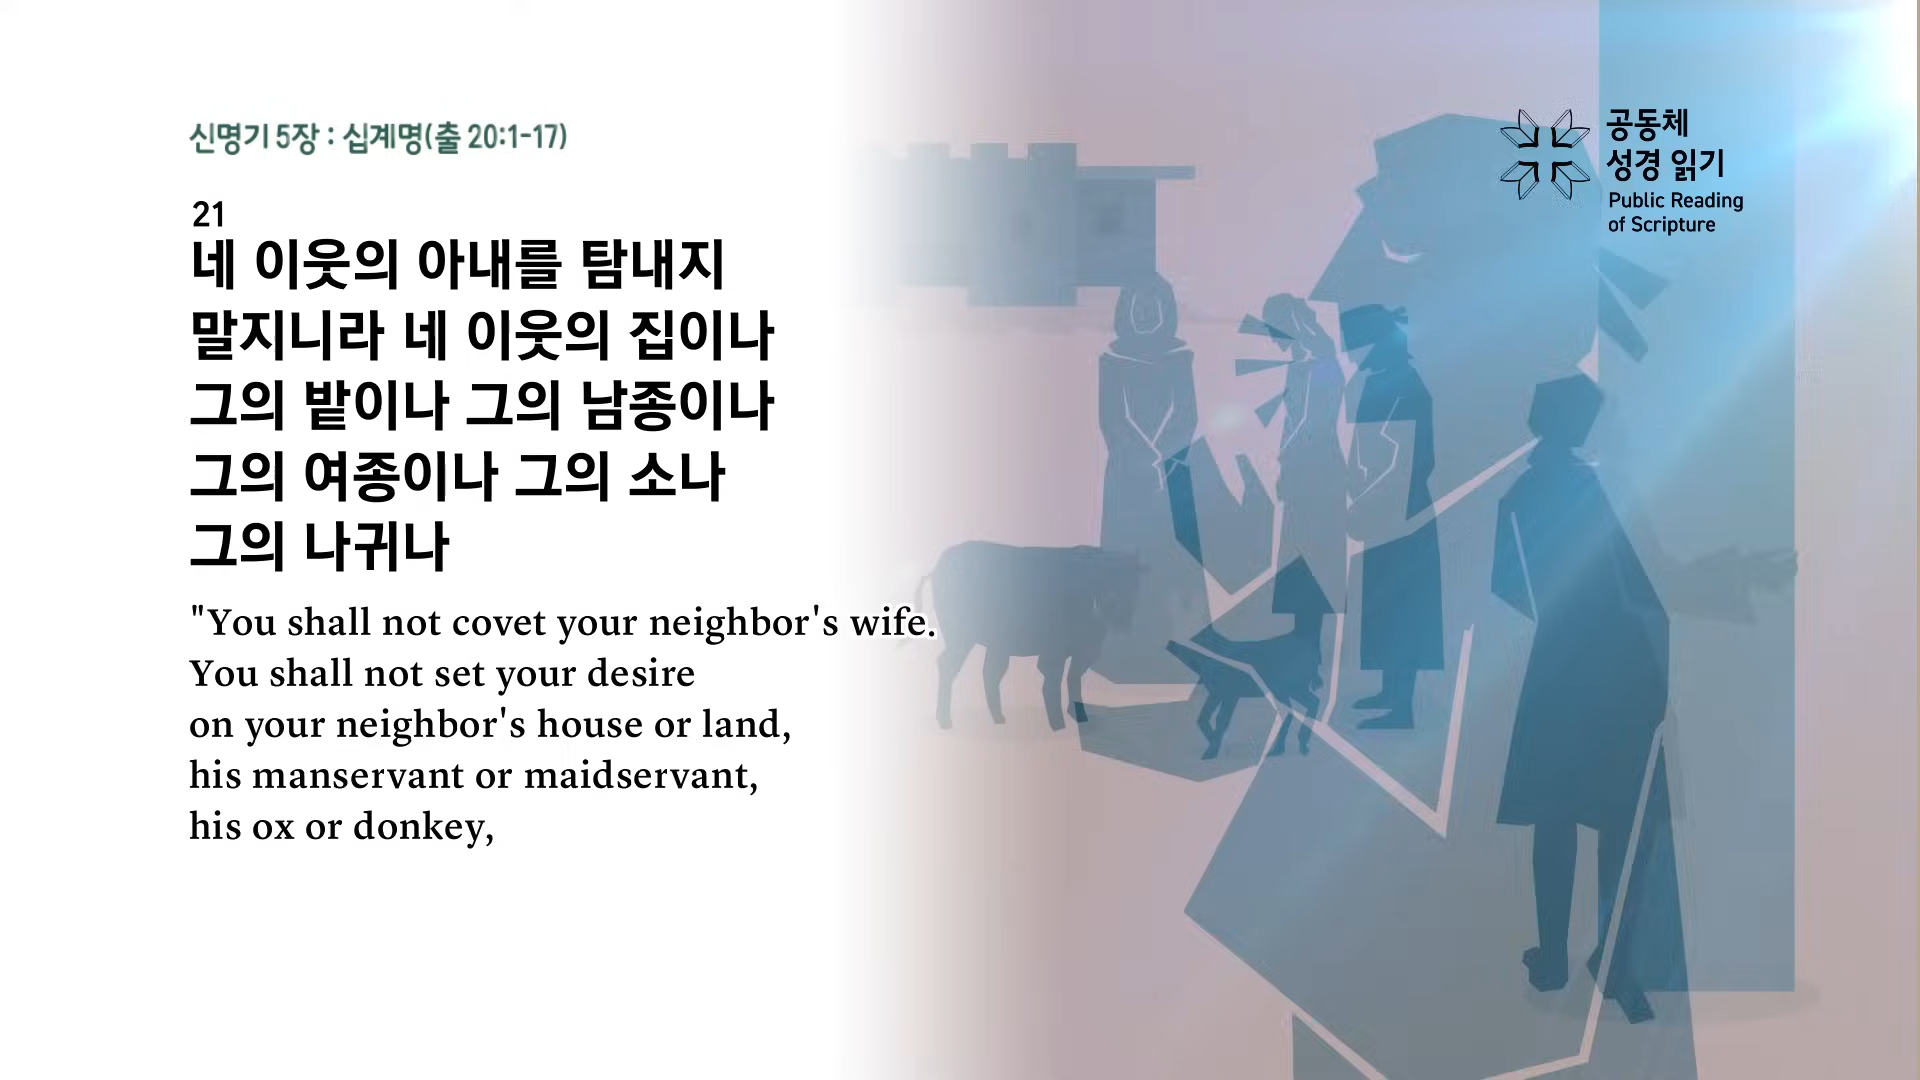 신명기 5장 : 십계명(출 20:1-17)
공동체
성경 읽기
Public Reading
of Scripture
21
네 이웃의 아내를 탐내지
말지니라 네 이웃의 집이나
그의 밭이나 그의 남종이나
그의 여종이나 그의 소나
그의 나귀나
"You shall not covet your neighbor's wife.
You shall not set your desire
on your neighbor's house or land,
his manservant or maidservant,
his ox or donkey,